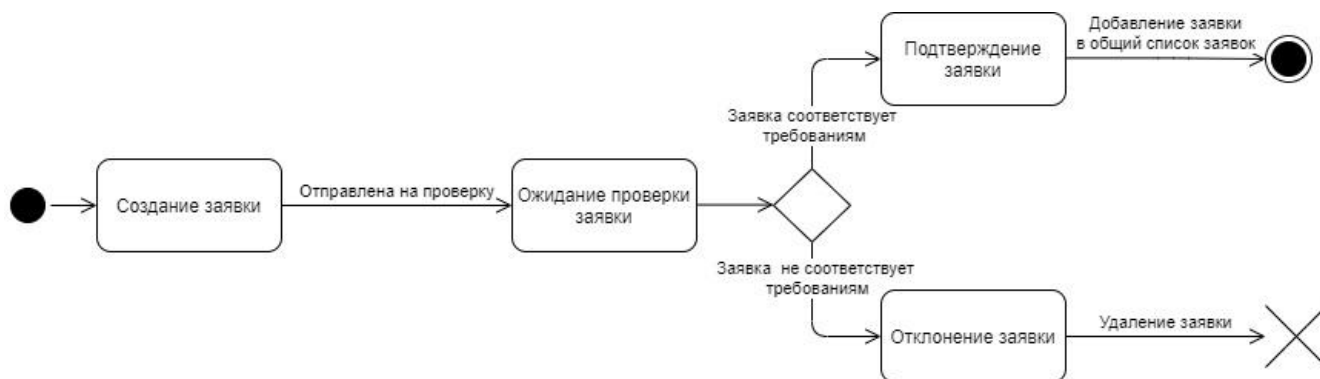 Добавление заявки
в общий список заявок
Подтверждение
заявки
Заявка соответствует
требованиям
Создание заявки
Отправлена на проверку
Ожидание проверки
заявки
Заявка не соответствует
требованиям
Отклонение заявки
Удаление заявки